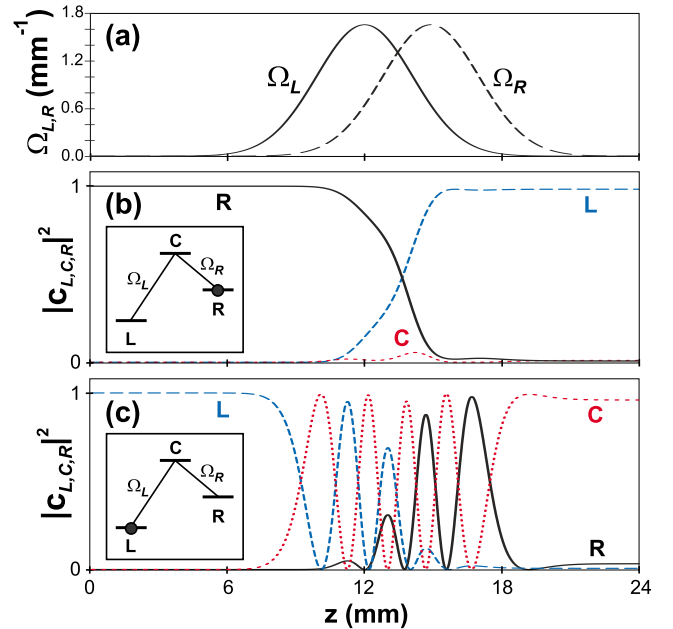 (a)
Ω_{L,R} (mm⁻¹)
1.8
1.2
0.6
0.0
Ω_L
Ω_R
(b)
|c_{L,C,R}|²
1
0
R
L
C
C
Ω_L
Ω_R
R
L
(c)
|c_{L,C,R}|²
1
0
L
C
R
C
Ω_L
Ω_R
R
L
0
6
12
18
24
z (mm)